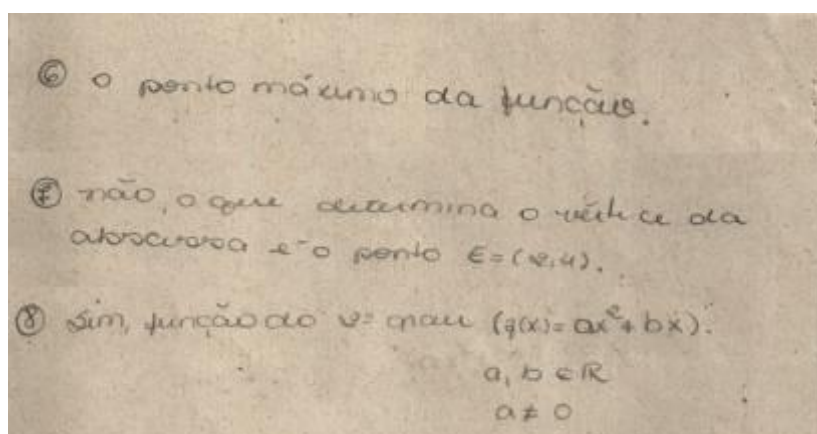 ⑥ o ponto máximo da função.
⑦ não, o que determina o vértice da
abscissa é o ponto E=(2,4).
⑧ sim, função do 2º grau (f(x)= ax²+ bx).
a, b ∈ ℝ
a ≠ 0